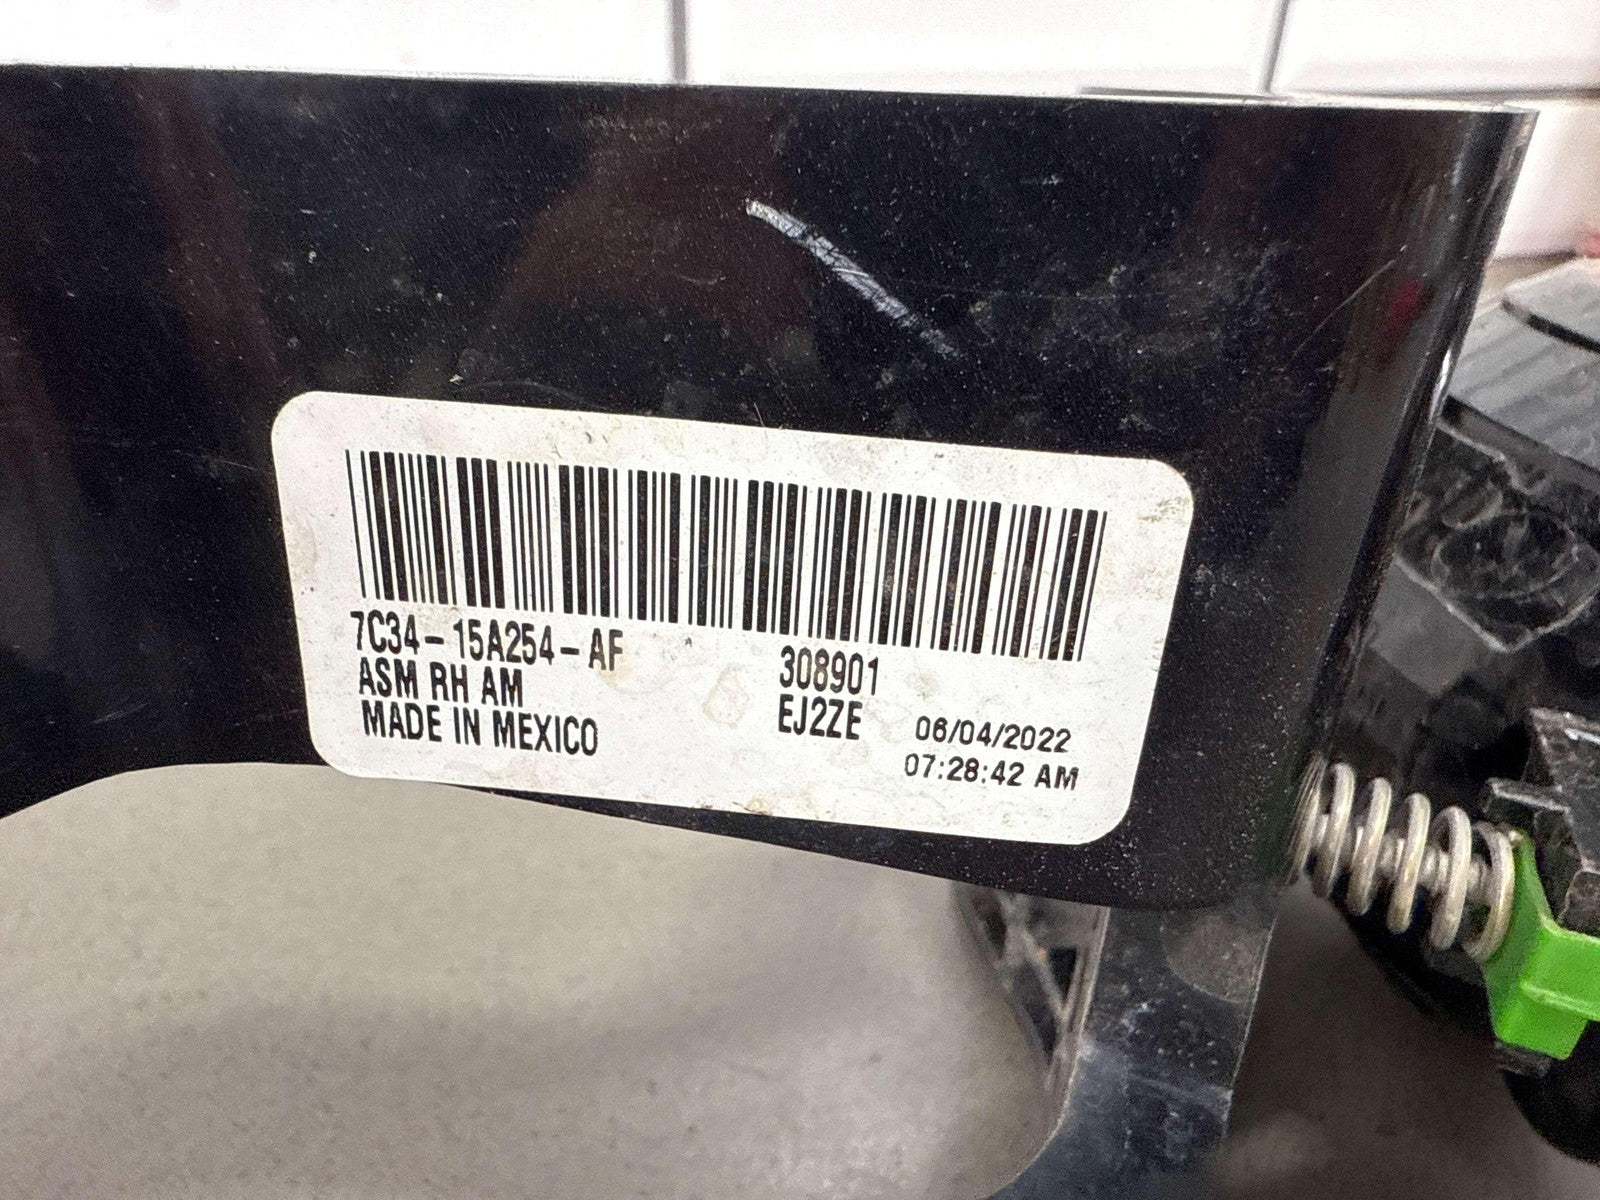 7C34-15A254-AF 308901
ASM RH AM EJ2ZE 06/04/2022
MADE IN MEXICO 07:28:42 AM